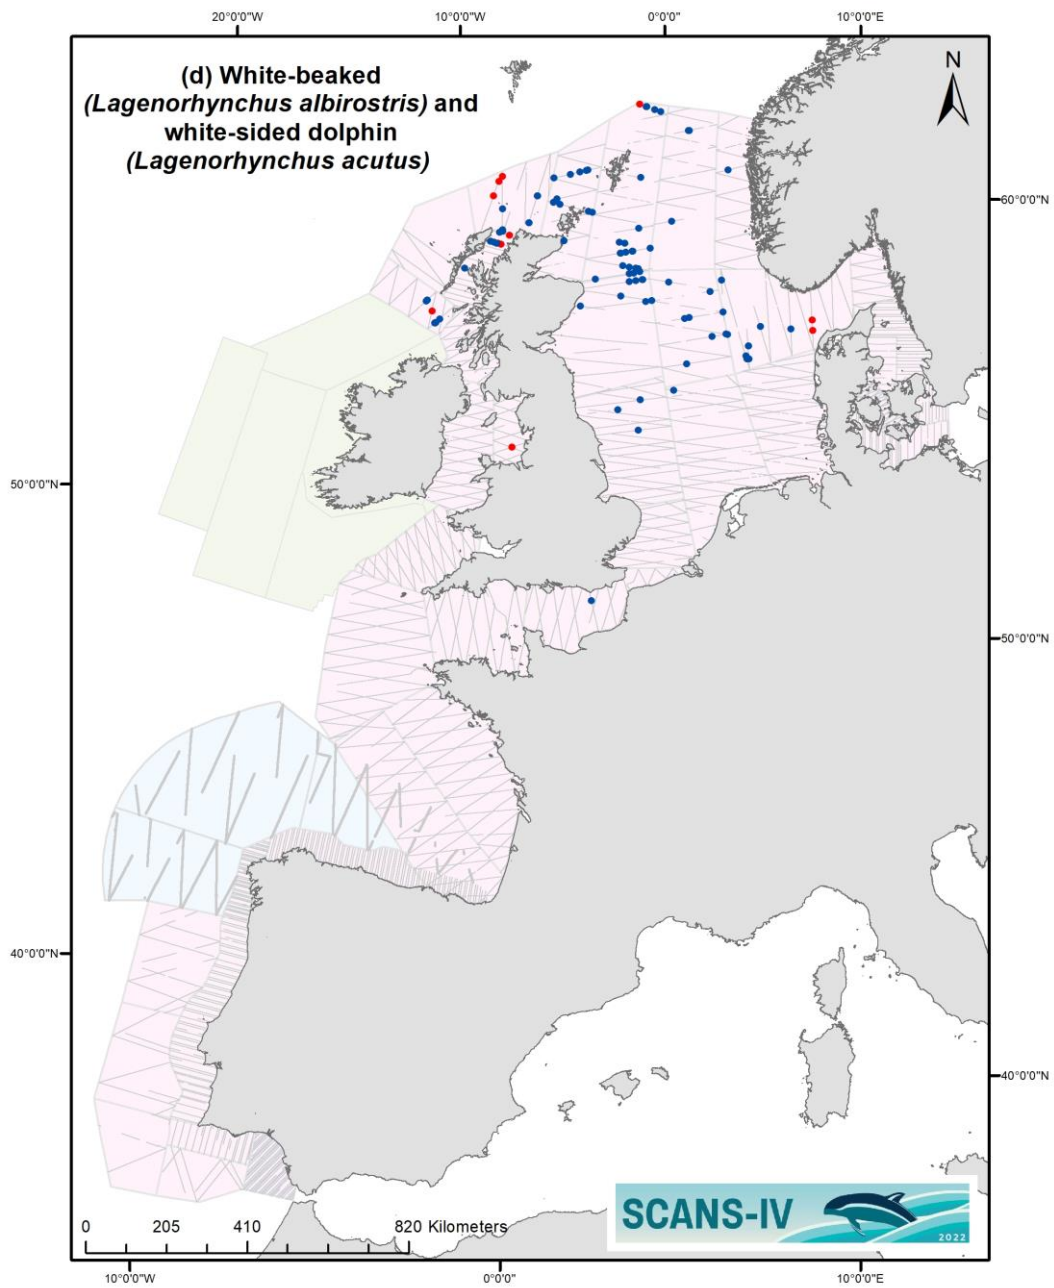 20°0'0"W
10°0'0"W
0°0'0"
10°0'0"E
(d) White-beaked
(Lagenorhynchus albirostris) and
white-sided dolphin
(Lagenorhynchus acutus)
N
60°0'0"N
50°0'0"N
50°0'0"N
40°0'0"N
40°0'0"N
SCANS-IV
2022
0 205 410 820 Kilometers
10°0'0"W
0°0'0"
10°0'0"E